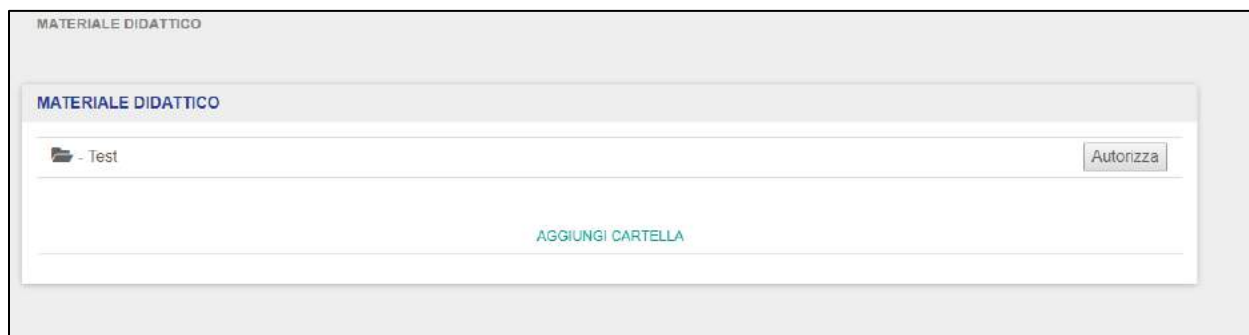 MATERIALE DIDATTICO
MATERIALE DIDATTICO
- Test
Autorizza
AGGIUNGI CARTELLA